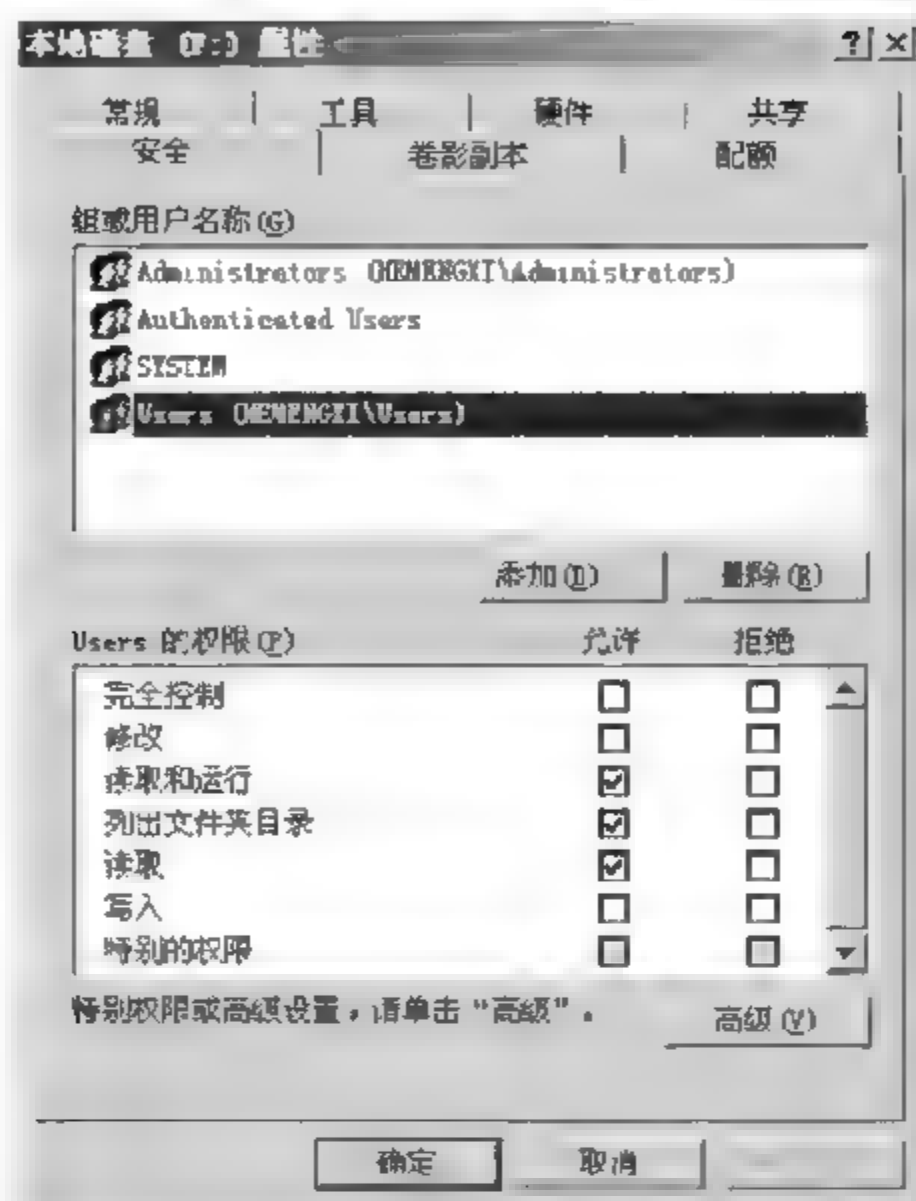 本地磁盘 (F:) 属性
常规 工具 硬件 共享
安全 卷影副本 配额
组或用户名称(G)
Administrators (\Administrators)
Authenticated Users
SYSTEM
Users (\Users)
添加(D) 删除(R)
Users 的权限(P) 允许 拒绝
完全控制
修改
读取和运行
列出文件夹目录
读取
写入
特别的权限
特别权限或高级设置，请单击“高级”。
高级(V)
确定 取消